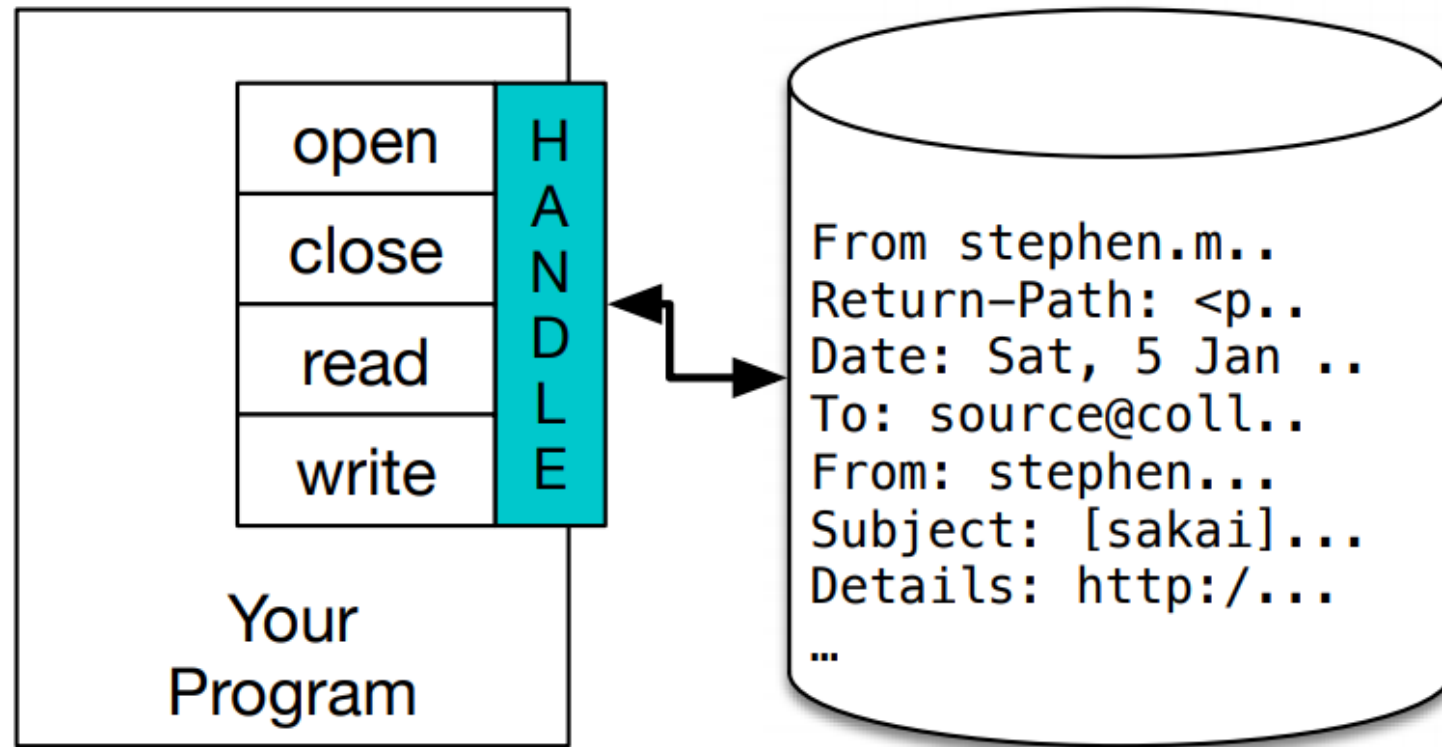 open
close
read
write
HANDLE
Your
Program
From stephen.m..
Return-Path: <p..
Date: Sat, 5 Jan ..
To: source@coll..
From: stephen...
Subject: [sakai]...
Details: http:/...
…